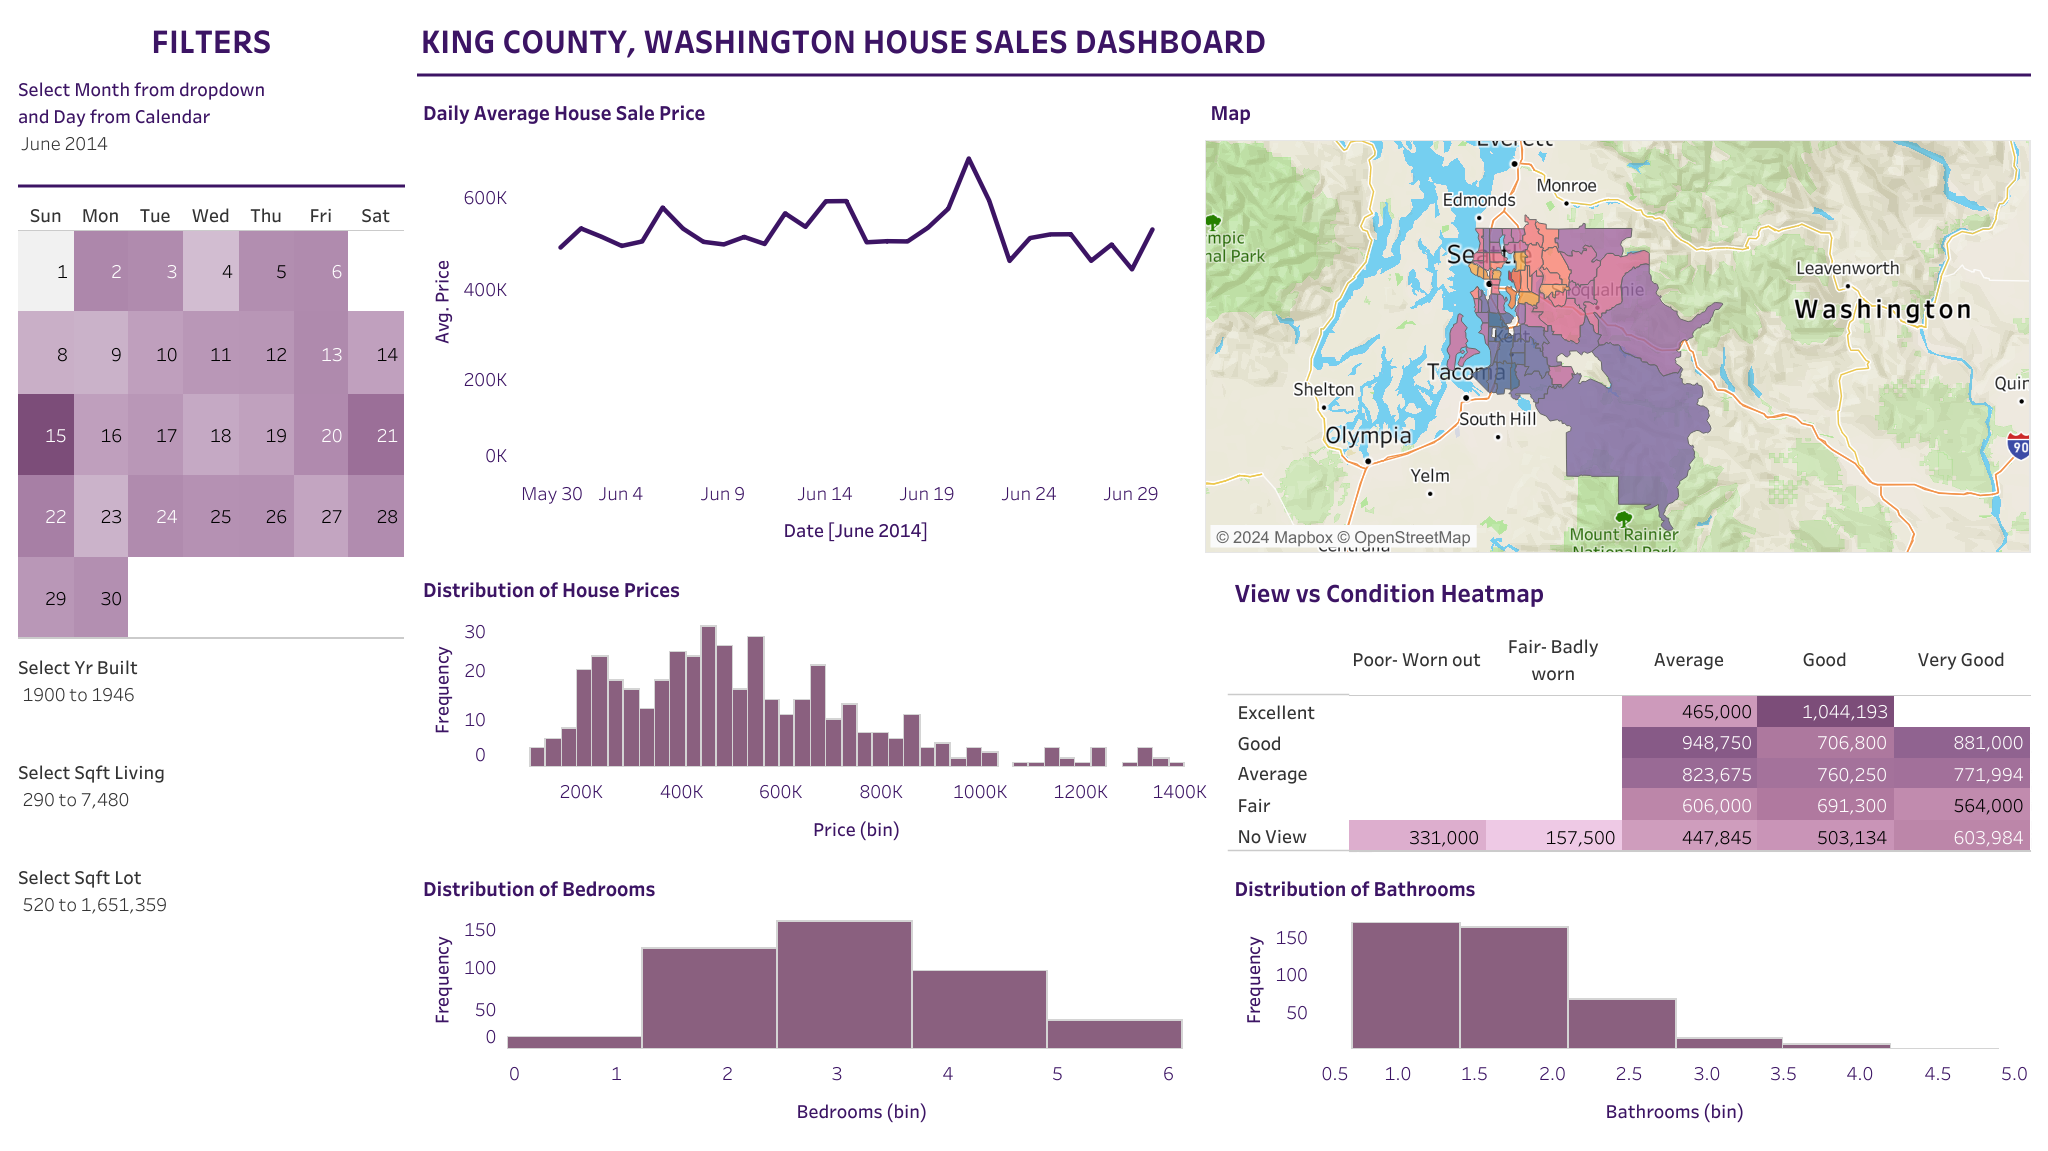 FILTERS
Select Month from dropdown
and Day from Calendar
June 2014
Sun Mon Tue Wed Thu Fri Sat
1 2 3 4 5 6
8 9 10 11 12 13 14
15 16 17 18 19 20 21
22 23 24 25 26 27 28
29 30
Select Yr Built
1900 to 1946
Select Sqft Living
290 to 7,480
Select Sqft Lot
520 to 1,651,359
KING COUNTY, WASHINGTON HOUSE SALES DASHBOARD
Daily Average House Sale Price
Avg. Price
600K
400K
200K
0K
May 30 Jun 4 Jun 9 Jun 14 Jun 19 Jun 24 Jun 29
Date [June 2014]
Map
Everett
Monroe
Edmonds
mpic
nal Park
Seattle
Leavenworth
Washington
Kent
Tacoma
Shelton
Quin
South Hill
Olympia
90
Yelm
Mount Rainier
National Park
© 2024 Mapbox © OpenStreetMap
Centralia
Distribution of House Prices
Frequency
30
20
10
0
200K 400K 600K 800K 1000K 1200K 1400K
Price (bin)
View vs Condition Heatmap
Poor- Worn out Fair- Badly worn Average Good Very Good
Excellent 465,000 1,044,193
Good 948,750 706,800 881,000
Average 823,675 760,250 771,994
Fair 606,000 691,300 564,000
No View 331,000 157,500 447,845 503,134 603,984
Distribution of Bedrooms
Frequency
150
100
50
0
0 1 2 3 4 5 6
Bedrooms (bin)
Distribution of Bathrooms
Frequency
150
100
50
0.5 1.0 1.5 2.0 2.5 3.0 3.5 4.0 4.5 5.0
Bathrooms (bin)